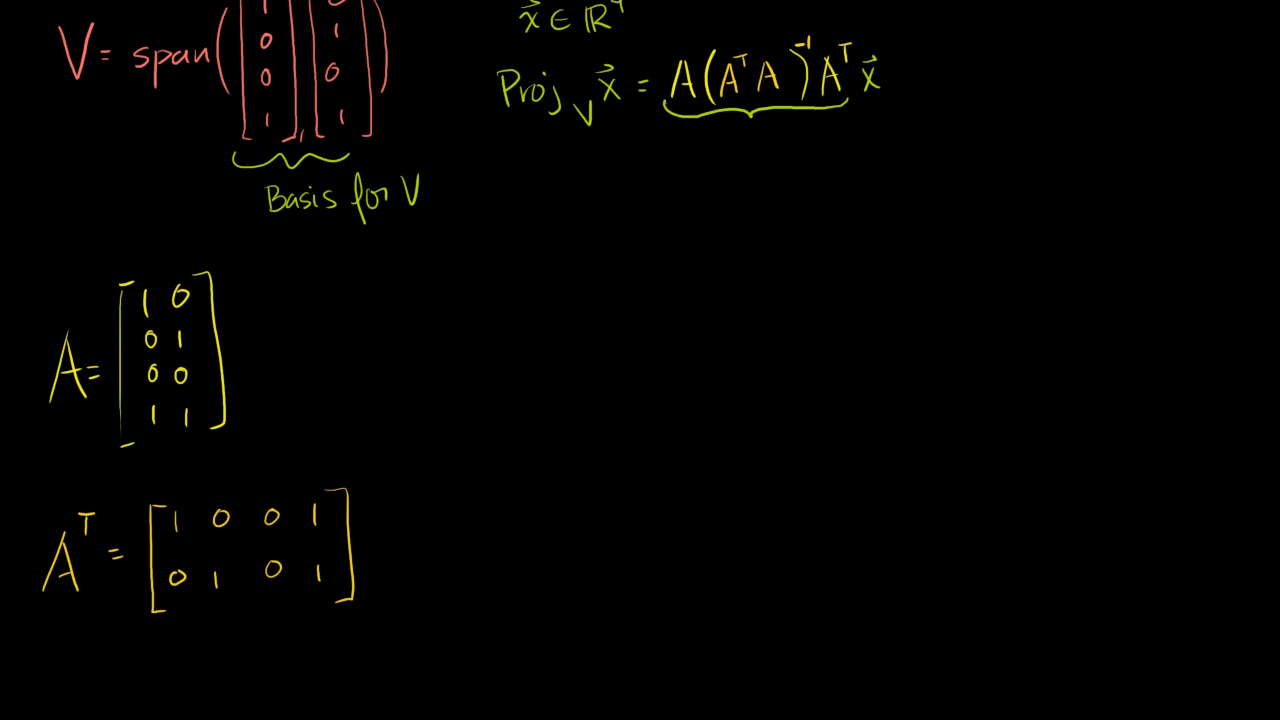 V = span([1 0 0 1], [0 1 0 1])
x⃗ ∈ ℝ⁴
Proj_V x⃗ = A(AᵀA)⁻¹Aᵀx⃗
Basis for V
A = [
1 0
0 1
0 0
1 1
]
Aᵀ = [
1 0 0 1
0 1 0 1
]